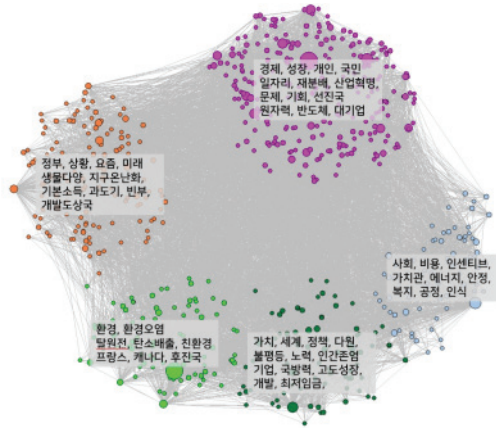 경제, 성장, 개인, 국민
일자리, 재분배, 산업혁명,
문제, 기회, 선진국
원자력, 반도체, 대기업
정부, 상황, 요즘, 미래
생물다양, 지구온난화,
기본소득, 과도기, 빈부,
개발도상국
사회, 비용, 인센티브,
가치관, 에너지, 안정,
복지, 공정, 인식
환경, 환경오염
탈원전, 탄소배출, 친환경
프랑스, 캐나다, 후진국
가치, 세계, 정책, 다원,
불평등, 노력, 인간존엄
기업, 국방력, 고도성장,
개발, 최저임금,